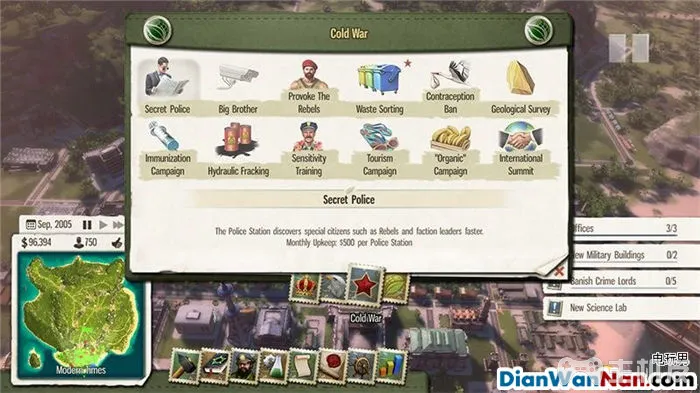 Cold War
Secret Police
Big Brother
Provoke The
Rebels
Waste Sorting
Contraception
Ban
Geological Survey
Immunization
Campaign
Hydraulic Fracking
Sensitivity
Training
Tourism
Campaign
"Organic"
Campaign
International
Summit
Secret Police
The Police Station discovers special citizens such as Rebels and faction leaders faster.
Monthly Upkeep: $500 per Police Station
Sep, 2005
$ 96,394
750
Modern Times
Cold War
Offices 3/3
New Military Buildings 0/2
Banish Crime Lords 0/5
New Science Lab
电玩男
DianWanNan.com